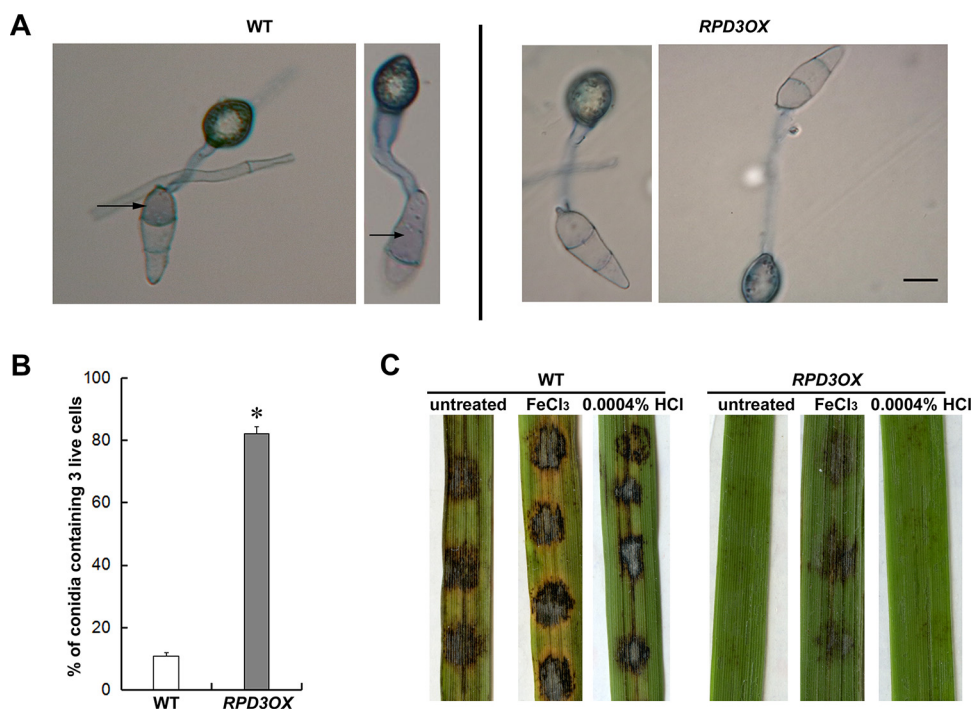 A
WT
RPD3OX
B
% of conidia containing 3 live cells
100
80
60
40
20
0
*
WT
RPD3OX
C
WT
RPD3OX
untreated FeCl3 0.0004% HCl
untreated FeCl3 0.0004% HCl